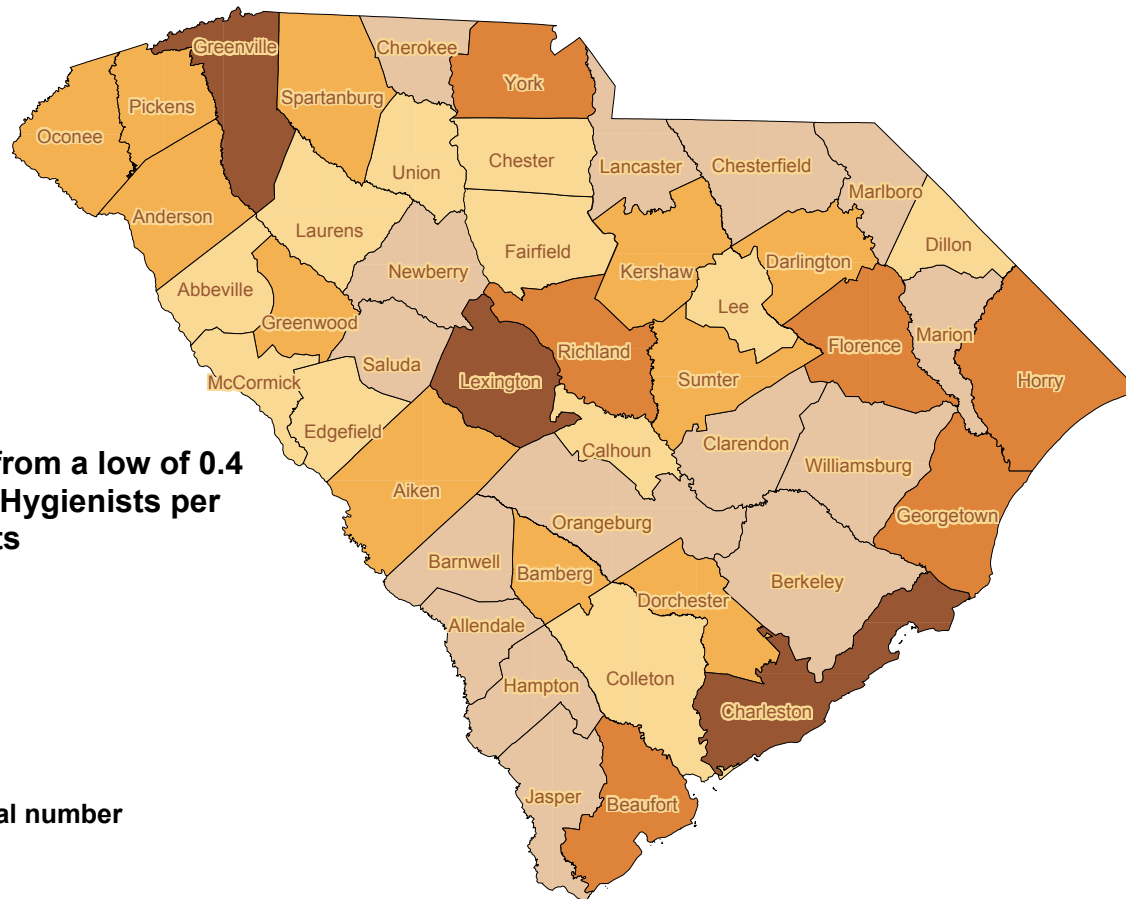 Greenville
Cherokee
York
Pickens
Spartanburg
Oconee
Union
Chester
Lancaster
Chesterfield
Marlboro
Anderson
Laurens
Fairfield
Dillon
Newberry
Kershaw
Darlington
Abbeville
Greenwood
Lee
Marion
Saluda
Richland
Florence
McCormick
Lexington
Sumter
Horry
Edgefield
Calhoun
Clarendon
Williamsburg
from a low of 0.4
Hygienists per
ts
Aiken
Orangeburg
Georgetown
Barnwell
Bamberg
Berkeley
Dorchester
Allendale
Hampton
Colleton
Charleston
Jasper
Beaufort
al number